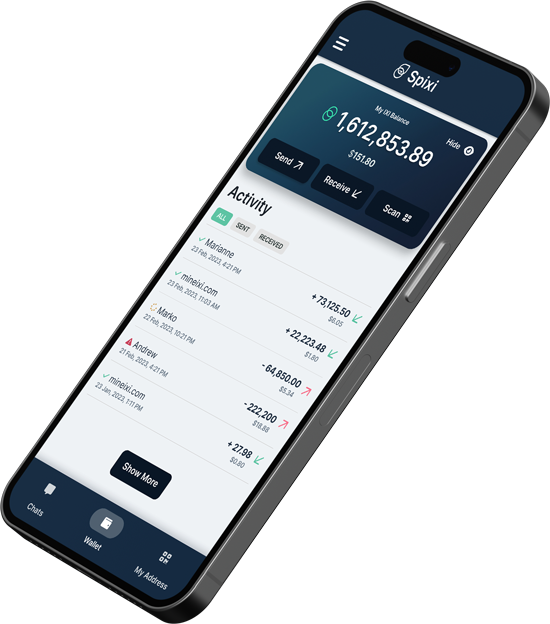 Spixi
My IXI Balance
Hide
1,612,853.89
$151.80
Send
Receive
Scan
Activity
ALL
SENT
RECEIVED
Marianne
23 Feb, 2023, 4:21 PM
+ 73,125.50
$6.05
mineixi.com
23 Feb, 2023, 11:03 AM
+ 22,223.48
$1.80
Marko
22 Feb, 2023, 10:21 PM
- 64,850.00
$5.34
Andrew
21 Feb, 2023, 4:21 PM
- 222,200
$18.88
mineixi.com
23 Jan, 2023, 1:11 PM
+ 27.98
$0.80
Show More
Chats
Wallet
My Address